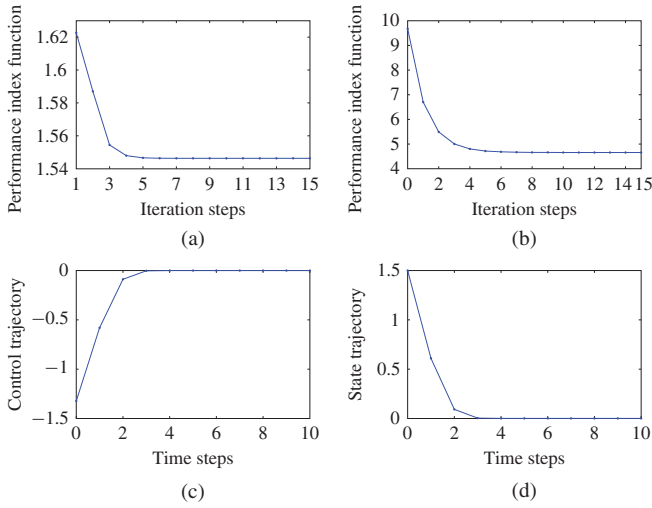 Performance index function
1.62
1.6
1.58
1.56
1.54
1 3 5 7 9 11 13 15
Iteration steps
(a)
Performance index function
10
9
8
7
6
5
4
0 2 4 6 8 10 12 14 15
Iteration steps
(b)
Control trajectory
0
−0.5
−1
−1.5
0 2 4 6 8 10
Time steps
(c)
State trajectory
1.5
1
0.5
0
0 2 4 6 8 10
Time steps
(d)